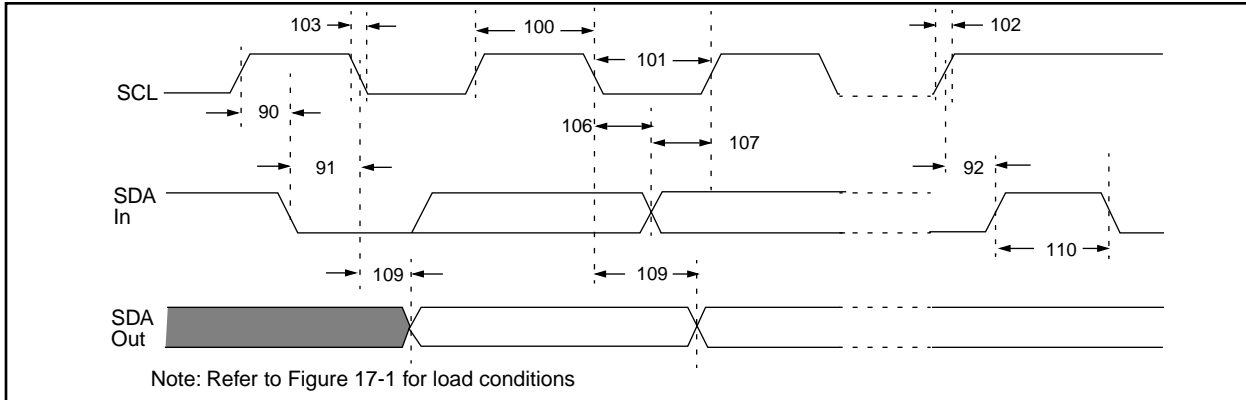 103
100
102
101
SCL
90
106
107
91
92
SDA
In
110
109
109
SDA
Out
Note: Refer to Figure 17-1 for load conditions